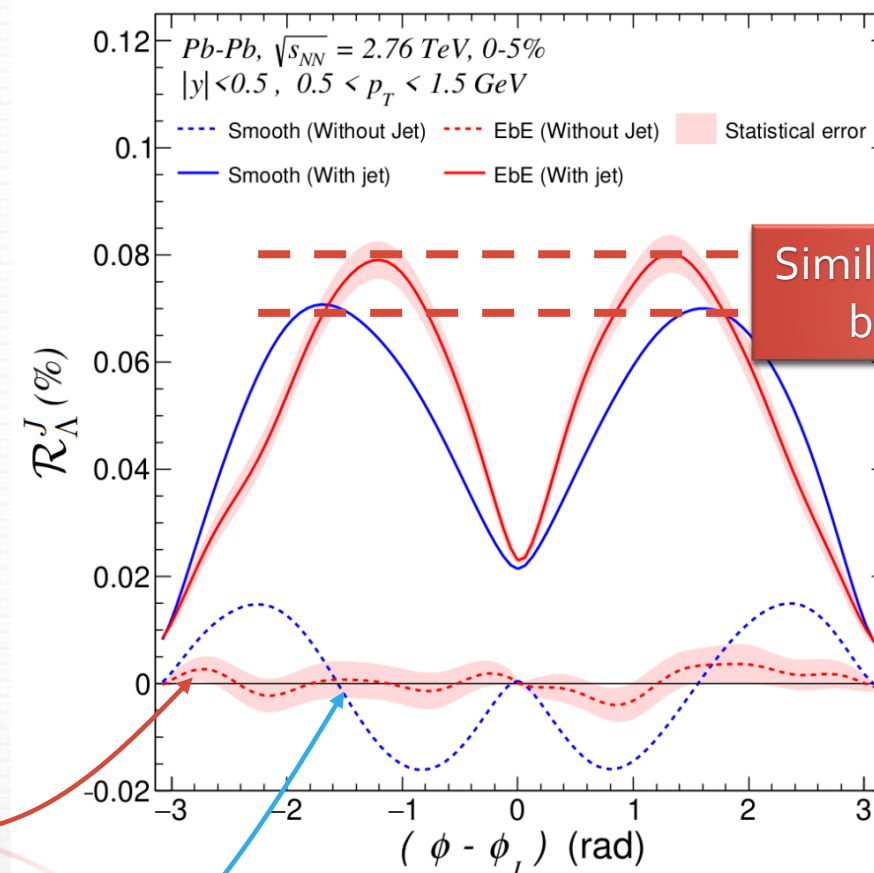 0.12
Pb-Pb, √sNN = 2.76 TeV, 0-5%
|y|<0.5 , 0.5 < pT < 1.5 GeV
Smooth (Without Jet) EbE (Without Jet) Statistical error
Smooth (With jet) EbE (With jet)
0.1
0.08
0.06
0.04
0.02
0
−0.02
ℛ^J_Λ (%)
−3 −2 −1 0 1 2 3
( ϕ - ϕJ ) (rad)